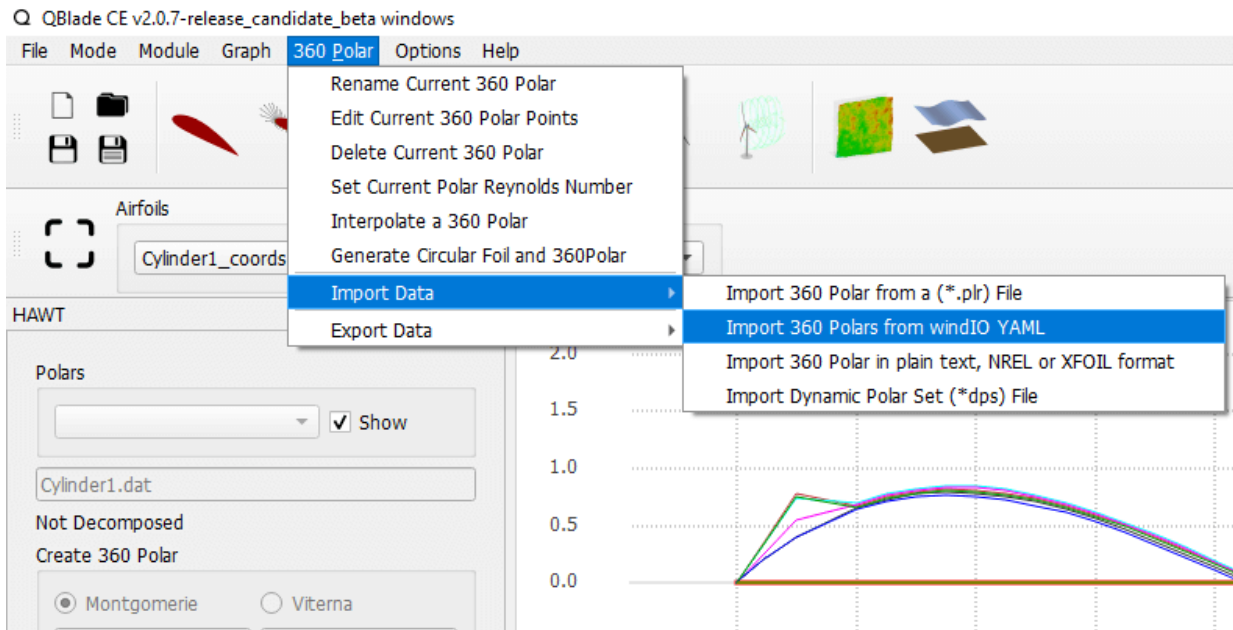 QBlade CE v2.0.7-release_candidate_beta windows
File Mode Module Graph 360 Polar Options Help
Rename Current 360 Polar
Edit Current 360 Polar Points
Delete Current 360 Polar
Set Current Polar Reynolds Number
Interpolate a 360 Polar
Generate Circular Foil and 360Polar
Import Data
Export Data
Import 360 Polar from a (*.plr) File
Import 360 Polars from windIO YAML
Import 360 Polar in plain text, NREL or XFOIL format
Import Dynamic Polar Set (*dps) File
Airfoils
Cylinder1_coords
HAWT
Polars
Show
Cylinder1.dat
Not Decomposed
Create 360 Polar
Montgomerie Viterna
2.0
1.5
1.0
0.5
0.0